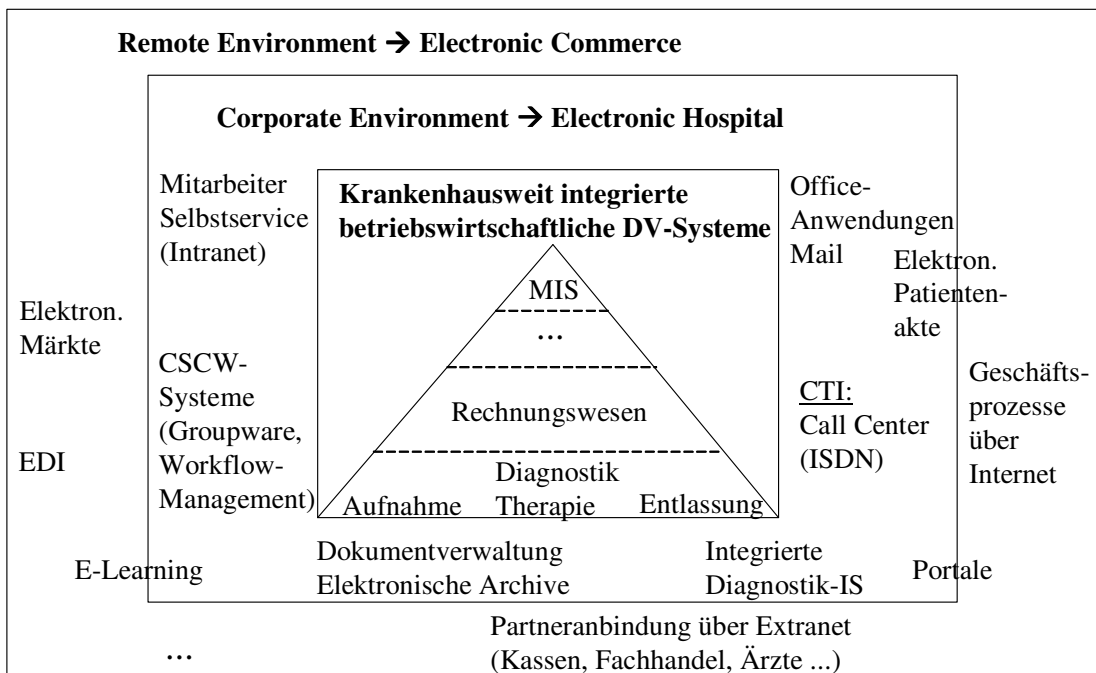 Remote Environment → Electronic Commerce
Corporate Environment → Electronic Hospital
Mitarbeiter
Selbstservice
(Intranet)
Krankenhausweit integrierte
betriebswirtschaftliche DV-Systeme
Office-
Anwendungen
Mail
Elektron.
Patienten-
akte
MIS
...
Elektron.
Märkte
CSCW-
Systeme
(Groupware,
Workflow-
Management)
Rechnungswesen
CTI:
Call Center
(ISDN)
Geschäfts-
prozesse
über
Internet
EDI
Diagnostik
Therapie
Aufnahme
Entlassung
E-Learning
Dokumentverwaltung
Elektronische Archive
Integrierte
Diagnostik-IS
Portale
...
Partneranbindung über Extranet
(Kassen, Fachhandel, Ärzte ...)